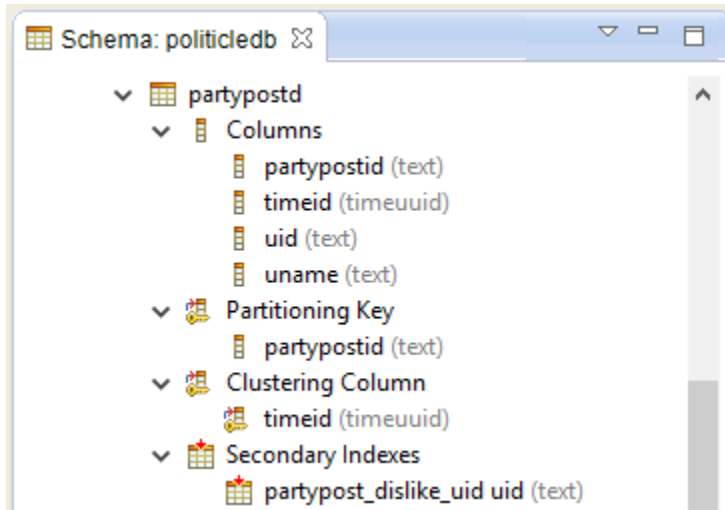 Schema: politicledb
partypostd
Columns
partypostid (text)
timeid (timeuuid)
uid (text)
uname (text)
Partitioning Key
partypostid (text)
Clustering Column
timeid (timeuuid)
Secondary Indexes
partypost_dislike_uid uid (text)